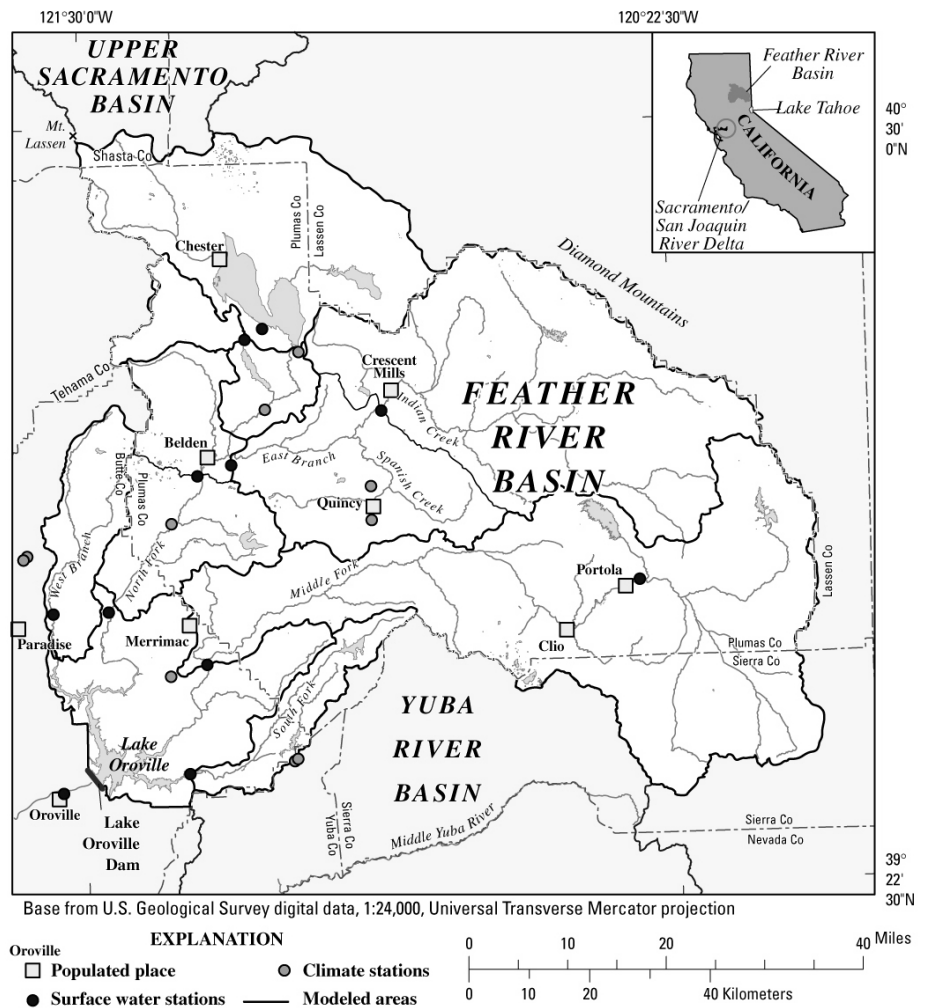 121°30'0"W
120°22'30"W
UPPER
SACRAMENTO
BASIN
Mt.
Lassen
Shasta Co
Plumas Co
Lassen Co
Chester
Feather River
Basin
Lake Tahoe
CALIFORNIA
Sacramento/
San Joaquin
River Delta
40°
30'
0"N
Diamond Mountains
Tehama Co
Crescent
Mills
Indian Creek
FEATHER
RIVER
BASIN
Belden
East Branch
Spanish Creek
Butte Co
Plumas Co
Quincy
West Branch
North Fork
Middle Fork
Portola
Lassen Co
Paradise
Merrimac
Clio
Plumas Co
Sierra Co
South Fork
YUBA
RIVER
BASIN
Lake
Oroville
Oroville
Lake
Oroville
Dam
Sierra Co
Yuba Co
Middle Yuba River
Sierra Co
Nevada Co
39°
22'
30"N
Base from U.S. Geological Survey digital data, 1:24,000, Universal Transverse Mercator projection
EXPLANATION
Oroville
Populated place
Climate stations
Surface water stations
Modeled areas
0 10 20 40 Miles
0 10 20 40 Kilometers